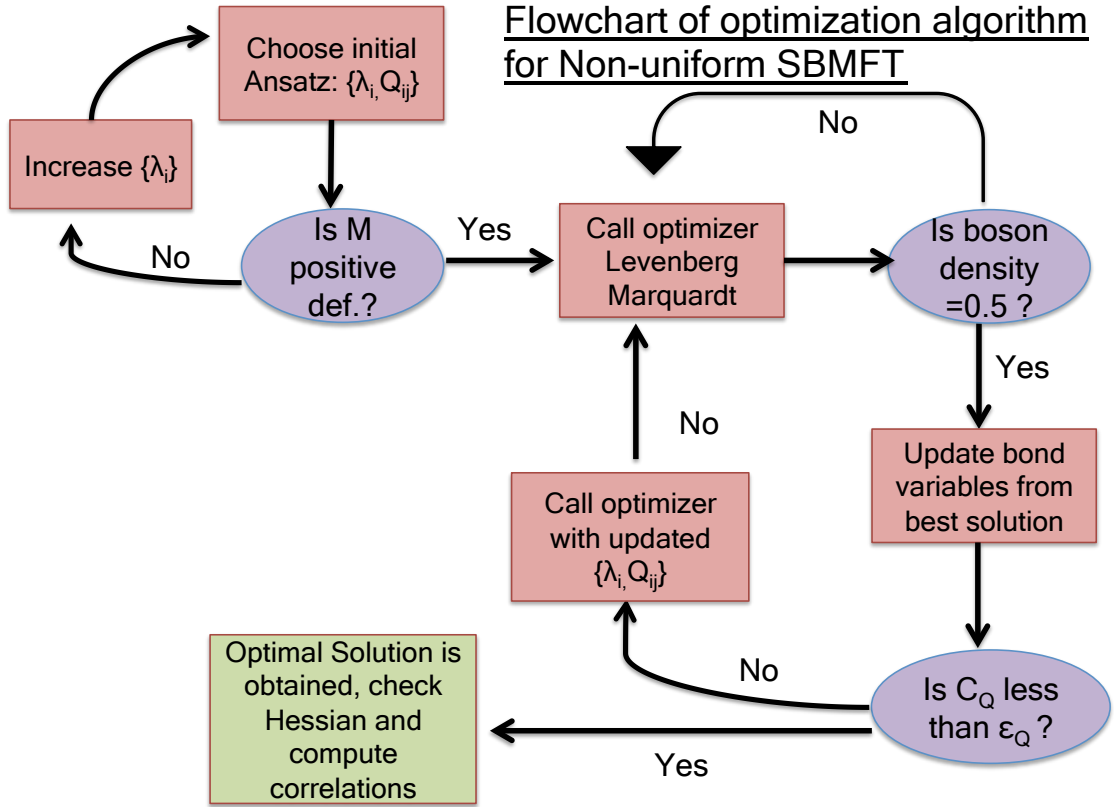 Flowchart of optimization algorithm
for Non-uniform SBMFT
Choose initial
Ansatz: {λi,Qij}
Increase {λi}
No
Is M
positive
def.?
Yes
Call optimizer
Levenberg
Marquardt
No
Is boson
density
=0.5 ?
Yes
Update bond
variables from
best solution
No
Call optimizer
with updated
{λi,Qij}
No
Is CQ less
than εQ ?
Yes
Optimal Solution is
obtained, check
Hessian and
compute
correlations